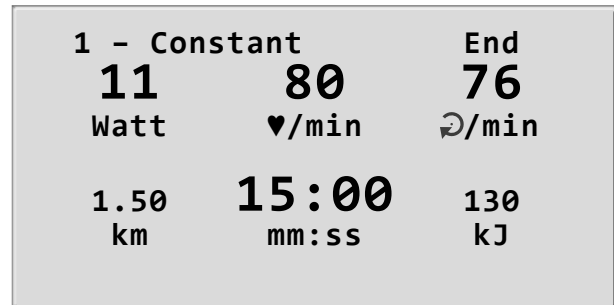 1 – Constant End
11 80 76
Watt ♥/min /min
1.50 15:00 130
km mm:ss kJ